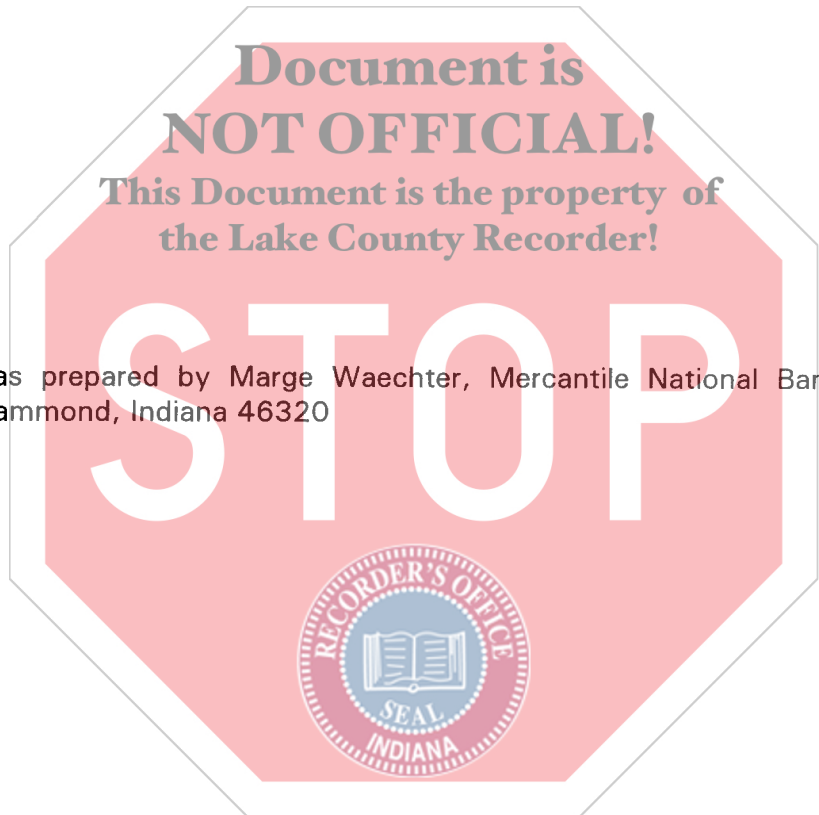 Document is
NOT OFFICIAL!
This Document is the property of
the Lake County Recorder!
as prepared by Marge Waechter, Mercantile National Bar
ammond, Indiana 46320
STOP
RECORDER'S OFFICE
SEAL
INDIANA